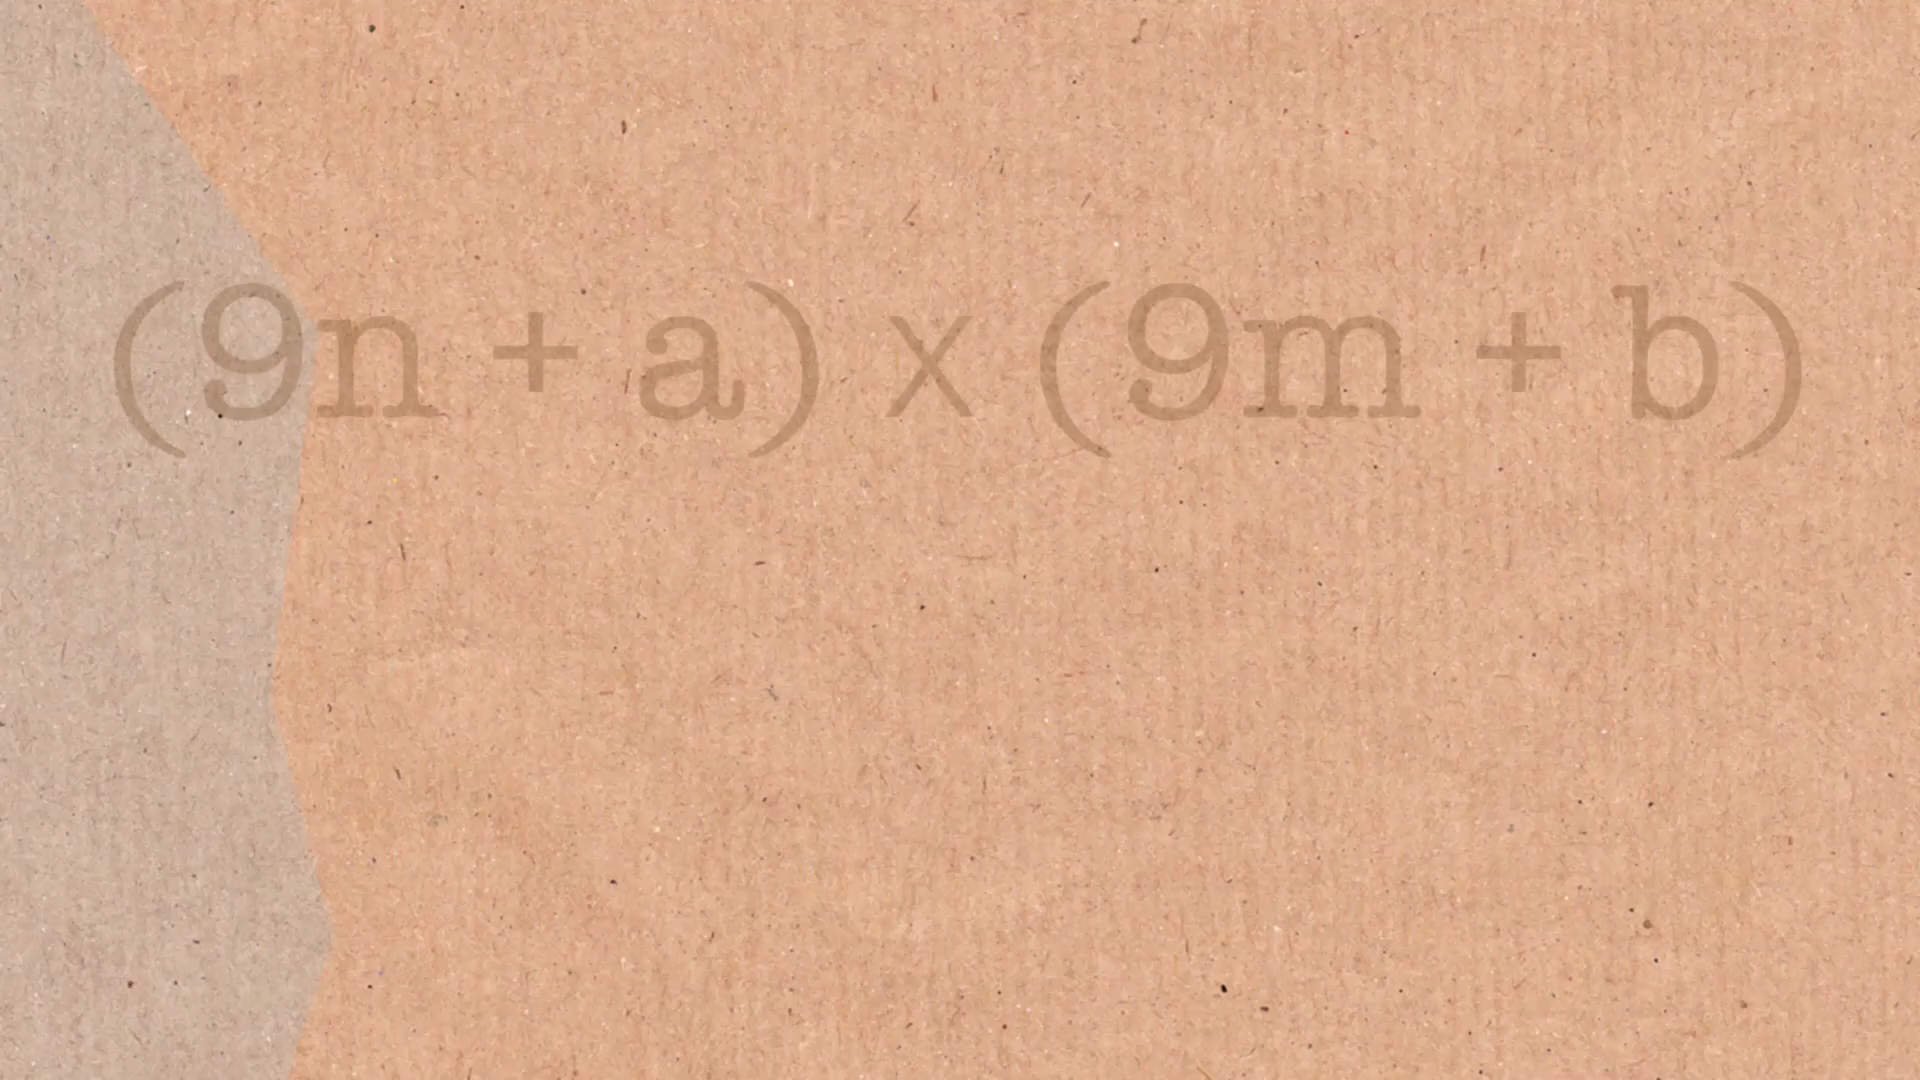 (9n + a) x (9m + b)